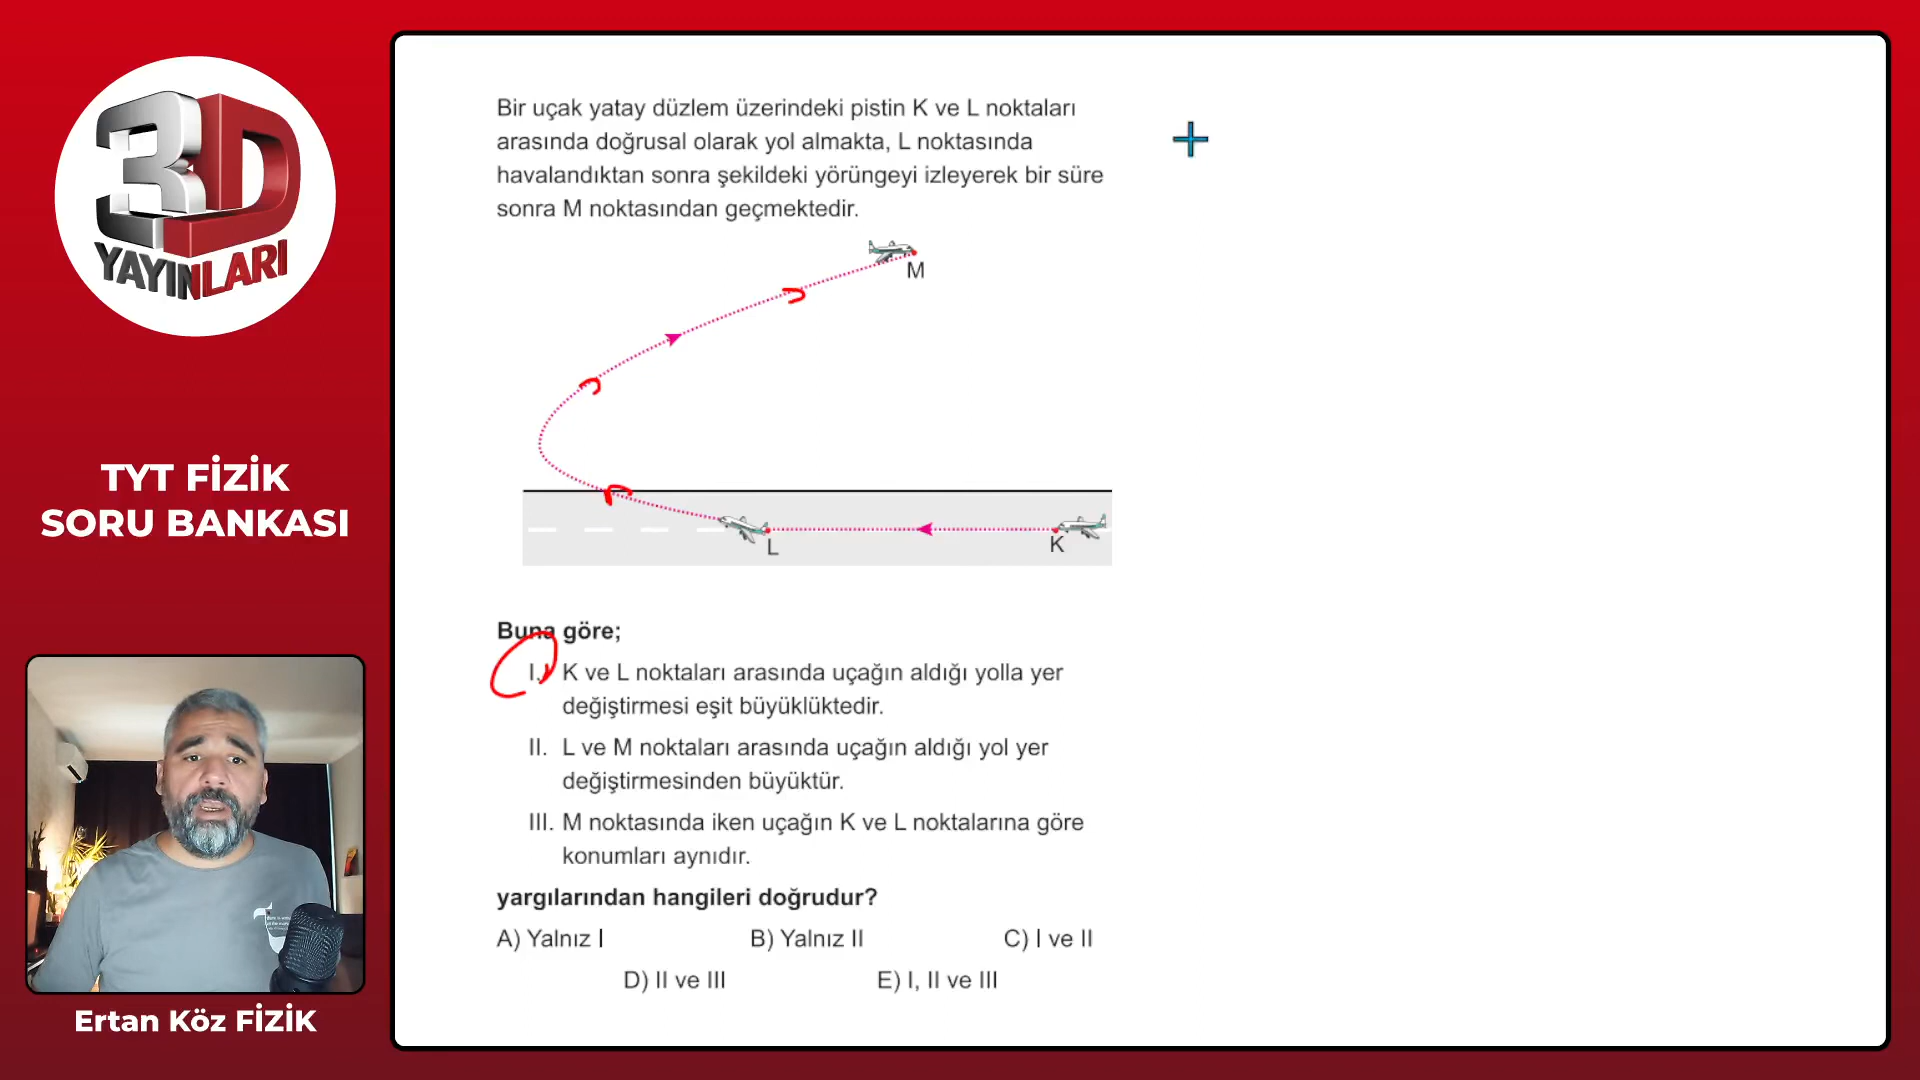 3D
YAYINLARI
TYT FİZİK
SORU BANKASI
Ertan Köz FİZİK
Bir uçak yatay düzlem üzerindeki pistin K ve L noktaları
arasında doğrusal olarak yol almakta, L noktasında
havalandıktan sonra şekildeki yörüngeyi izleyerek bir süre
sonra M noktasından geçmektedir.
M
L
K
Buna göre;
I. K ve L noktaları arasında uçağın aldığı yolla yer
değiştirmesi eşit büyüklüktedir.
II. L ve M noktaları arasında uçağın aldığı yol yer
değiştirmesinden büyüktür.
III. M noktasında iken uçağın K ve L noktalarına göre
konumları aynıdır.
yargılarından hangileri doğrudur?
A) Yalnız I B) Yalnız II C) I ve II
D) II ve III E) I, II ve III